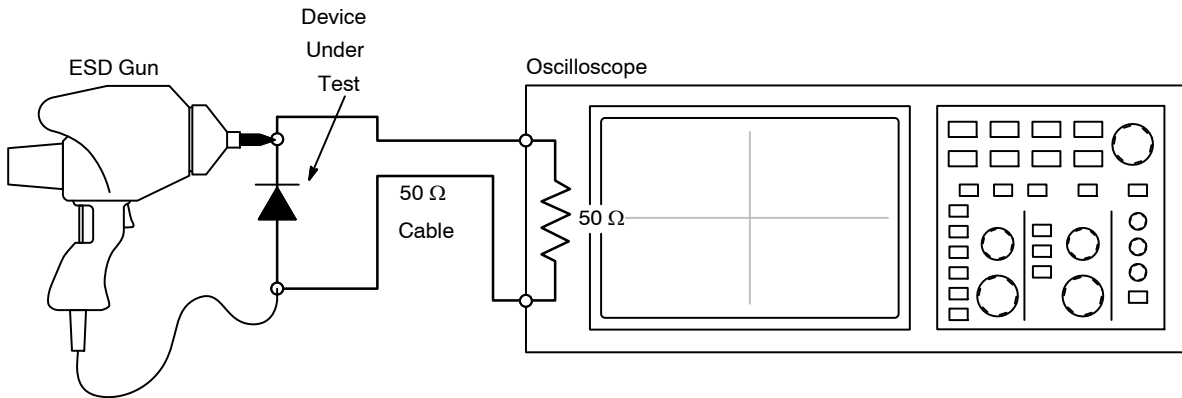 Device
Under
Test
ESD Gun
Oscilloscope
50 Ω
Cable
50 Ω